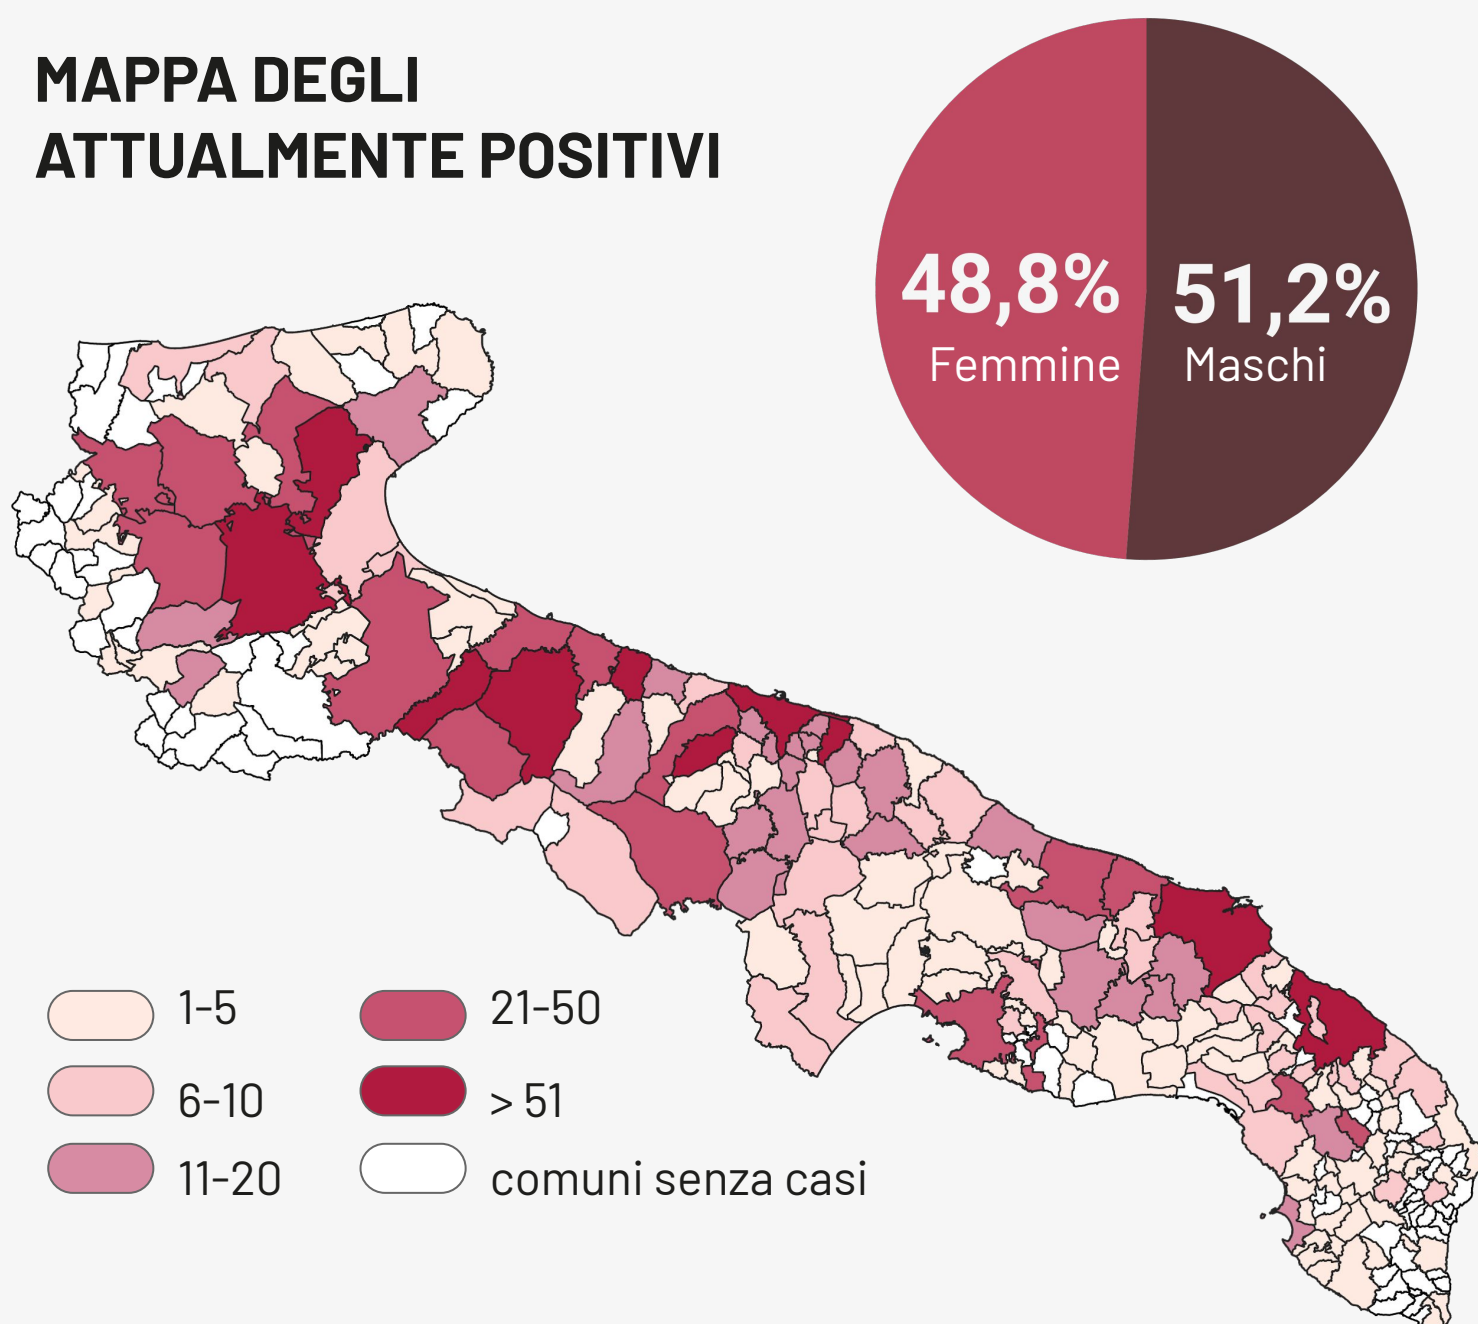 MAPPA DEGLI
ATTUALMENTE POSITIVI
48,8%
Femmine
51,2%
Maschi
1-5
6-10
11-20
21-50
> 51
comuni senza casi